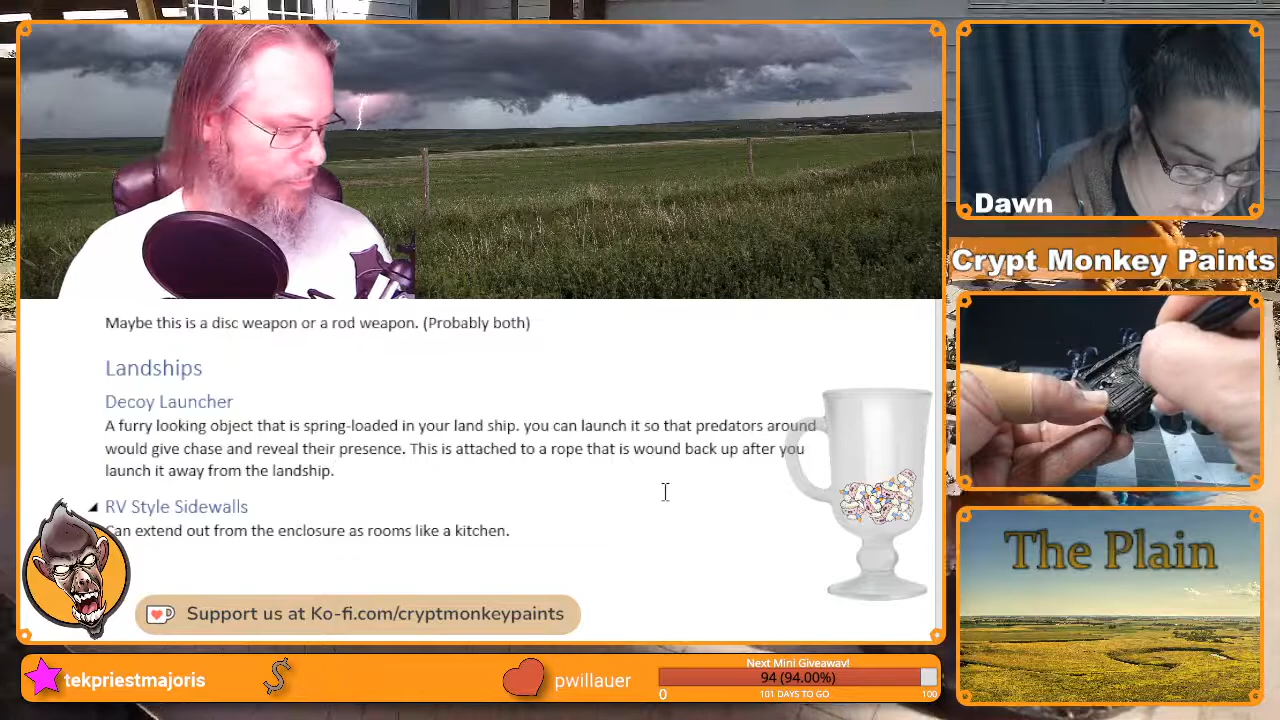 Maybe this is a disc weapon or a rod weapon. (Probably both)
Landships
Decoy Launcher
A furry looking object that is spring-loaded in your land ship. you can launch it so that predators around
would give chase and reveal their presence. This is attached to a rope that is wound back up after you
launch it away from the landship.
RV Style Sidewalls
Can extend out from the enclosure as rooms like a kitchen.
Support us at Ko-fi.com/cryptmonkeypaints
tekpriestmajoris
pwillauer
Next Mini Giveaway!
94 (94.00%)
0
101 DAYS TO GO
100
Dawn
Crypt Monkey Paints
The Plain